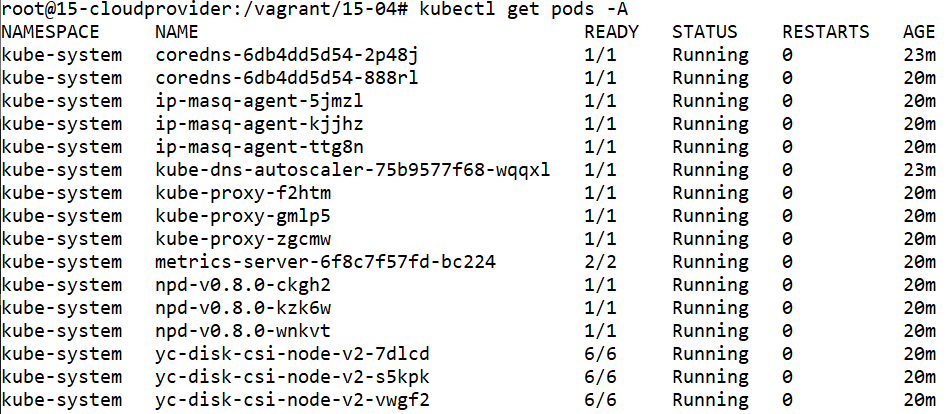 root@15-cloudprovider:/vagrant/15-04# kubectl get pods -A
NAMESPACE     NAME                                  READY   STATUS    RESTARTS   AGE
kube-system   coredns-6db4dd5d54-2p48j              1/1     Running   0          23m
kube-system   coredns-6db4dd5d54-888rl              1/1     Running   0          20m
kube-system   ip-masq-agent-5jmzl                   1/1     Running   0          20m
kube-system   ip-masq-agent-kjjhz                   1/1     Running   0          20m
kube-system   ip-masq-agent-ttg8n                   1/1     Running   0          20m
kube-system   kube-dns-autoscaler-75b9577f68-wqqxl  1/1     Running   0          23m
kube-system   kube-proxy-f2htm                      1/1     Running   0          20m
kube-system   kube-proxy-gmlp5                      1/1     Running   0          20m
kube-system   kube-proxy-zgcmw                      1/1     Running   0          20m
kube-system   metrics-server-6f8c7f57fd-bc224       2/2     Running   0          20m
kube-system   npd-v0.8.0-ckgh2                      1/1     Running   0          20m
kube-system   npd-v0.8.0-kzk6w                      1/1     Running   0          20m
kube-system   npd-v0.8.0-wnkvt                      1/1     Running   0          20m
kube-system   yc-disk-csi-node-v2-7dlcd             6/6     Running   0          20m
kube-system   yc-disk-csi-node-v2-s5kpk             6/6     Running   0          20m
kube-system   yc-disk-csi-node-v2-vwgf2             6/6     Running   0          20m